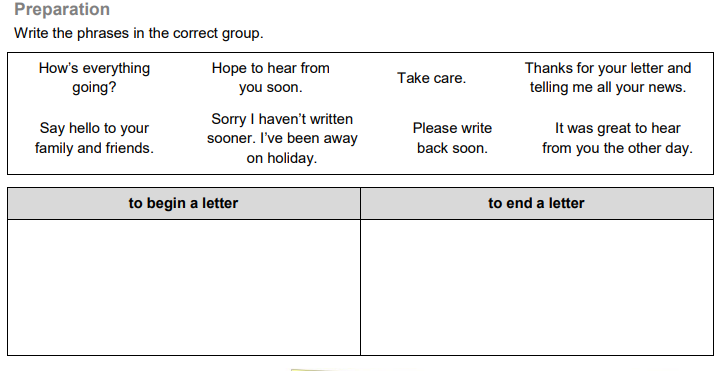 Preparation
Write the phrases in the correct group.
How's everything
going?
Hope to hear from
you soon.
Take care.
Thanks for your letter and
telling me all your news.
Say hello to your
family and friends.
Sorry I haven't written
sooner. I've been away
on holiday.
Please write
back soon.
It was great to hear
from you the other day.
to begin a letter
to end a letter